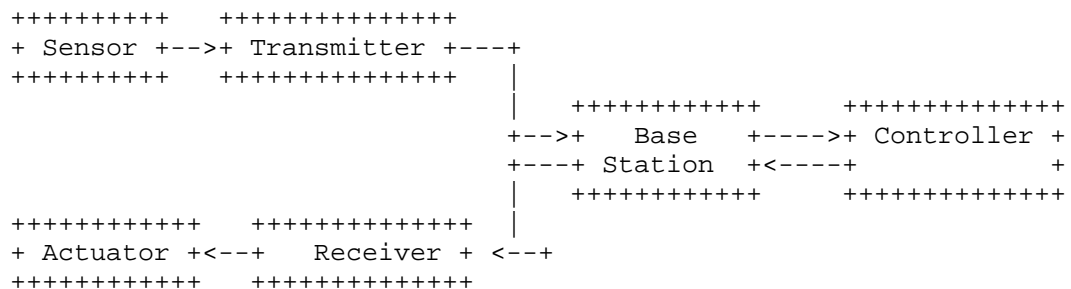 ++++++++++   +++++++++++++++
+ Sensor +-->+ Transmitter +---+
++++++++++   +++++++++++++++   |
                               |   ++++++++++++     ++++++++++++++
                               +-->+   Base   +---->+ Controller +
                               +---+ Station  +<----+            +
                               |   ++++++++++++     ++++++++++++++
++++++++++++   ++++++++++++++  |
+ Actuator +<--+   Receiver + <--+
++++++++++++   ++++++++++++++